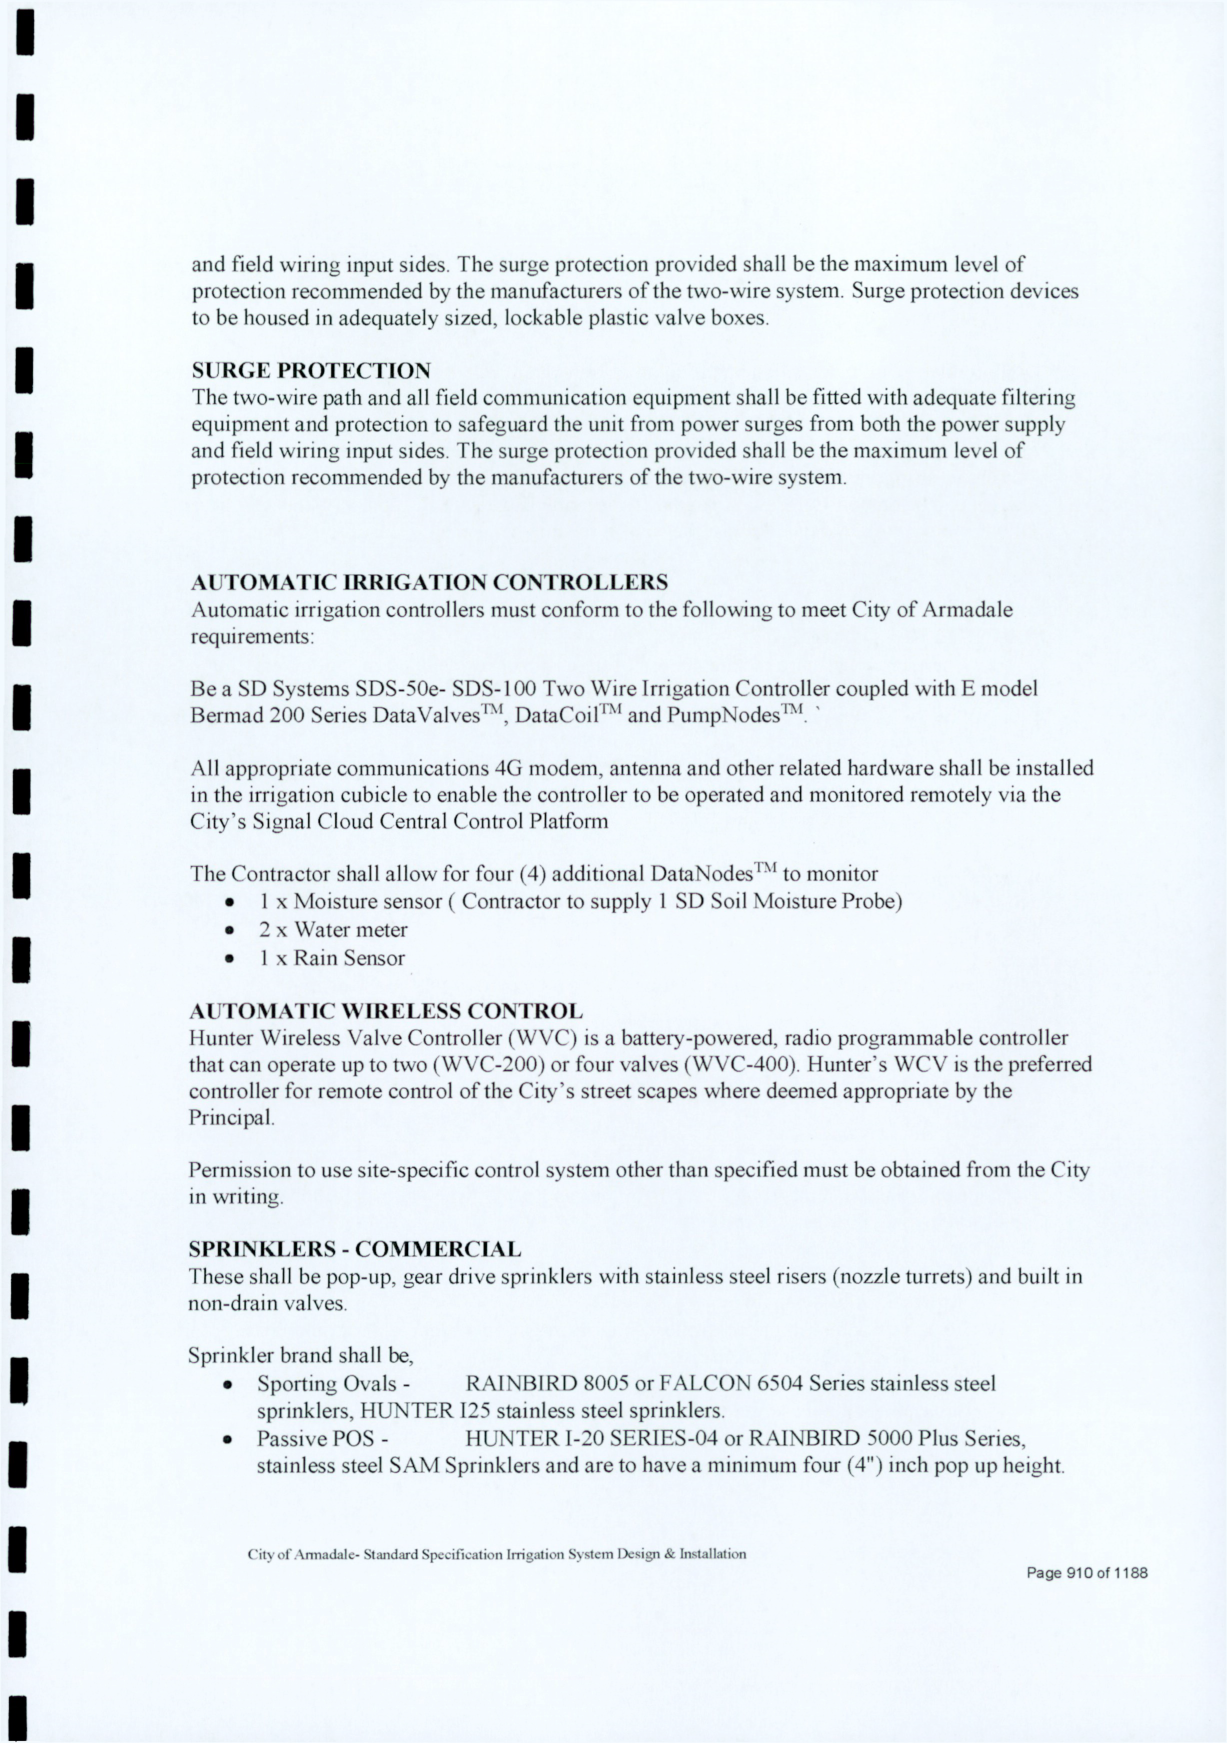 and field wiring input sides. The surge protection provided shall be the maximum level of
protection recommended by the manufacturers of the two-wire system. Surge protection devices
to be housed in adequately sized, lockable plastic valve boxes.
SURGE PROTECTION
The two-wire path and all field communication equipment shall be fitted with adequate filtering
equipment and protection to safeguard the unit from power surges from both the power supply
and field wiring input sides. The surge protection provided shall be the maximum level of
protection recommended by the manufacturers of the two-wire system.
AUTOMATIC IRRIGATION CONTROLLERS
Automatic irrigation controllers must conform to the following to meet City of Armadale
requirements:
Be a SD Systems SDS-50e- SDS-100 Two Wire Irrigation Controller coupled with E model
Bermad 200 Series DataValves™, DataCoil™ and PumpNodes™. `
All appropriate communications 4G modem, antenna and other related hardware shall be installed
in the irrigation cubicle to enable the controller to be operated and monitored remotely via the
City's Signal Cloud Central Control Platform
The Contractor shall allow for four (4) additional DataNodes™ to monitor
• 1 x Moisture sensor ( Contractor to supply 1 SD Soil Moisture Probe)
• 2 x Water meter
• 1 x Rain Sensor
AUTOMATIC WIRELESS CONTROL
Hunter Wireless Valve Controller (WVC) is a battery-powered, radio programmable controller
that can operate up to two (WVC-200) or four valves (WVC-400). Hunter's WCV is the preferred
controller for remote control of the City's street scapes where deemed appropriate by the
Principal.
Permission to use site-specific control system other than specified must be obtained from the City
in writing.
SPRINKLERS - COMMERCIAL
These shall be pop-up, gear drive sprinklers with stainless steel risers (nozzle turrets) and built in
non-drain valves.
Sprinkler brand shall be,
• Sporting Ovals - RAINBIRD 8005 or FALCON 6504 Series stainless steel
sprinklers, HUNTER I25 stainless steel sprinklers.
• Passive POS - HUNTER I-20 SERIES-04 or RAINBIRD 5000 Plus Series,
stainless steel SAM Sprinklers and are to have a minimum four (4") inch pop up height.
City of Armadale- Standard Specification Irrigation System Design & Installation
Page 910 of 1188